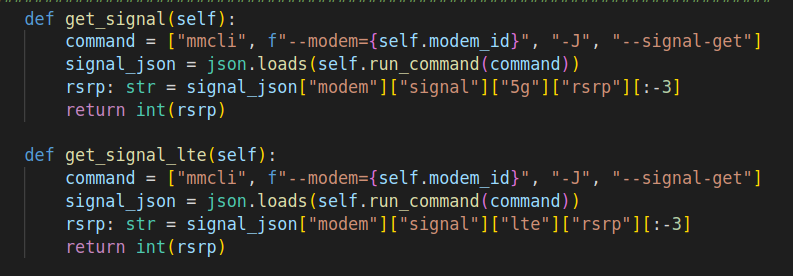 def get_signal(self):
    command = ["mmcli", f"--modem={self.modem_id}", "-J", "--signal-get"]
    signal_json = json.loads(self.run_command(command))
    rsrp: str = signal_json["modem"]["signal"]["5g"]["rsrp"][:-3]
    return int(rsrp)

def get_signal_lte(self):
    command = ["mmcli", f"--modem={self.modem_id}", "-J", "--signal-get"]
    signal_json = json.loads(self.run_command(command))
    rsrp: str = signal_json["modem"]["signal"]["lte"]["rsrp"][:-3]
    return int(rsrp)